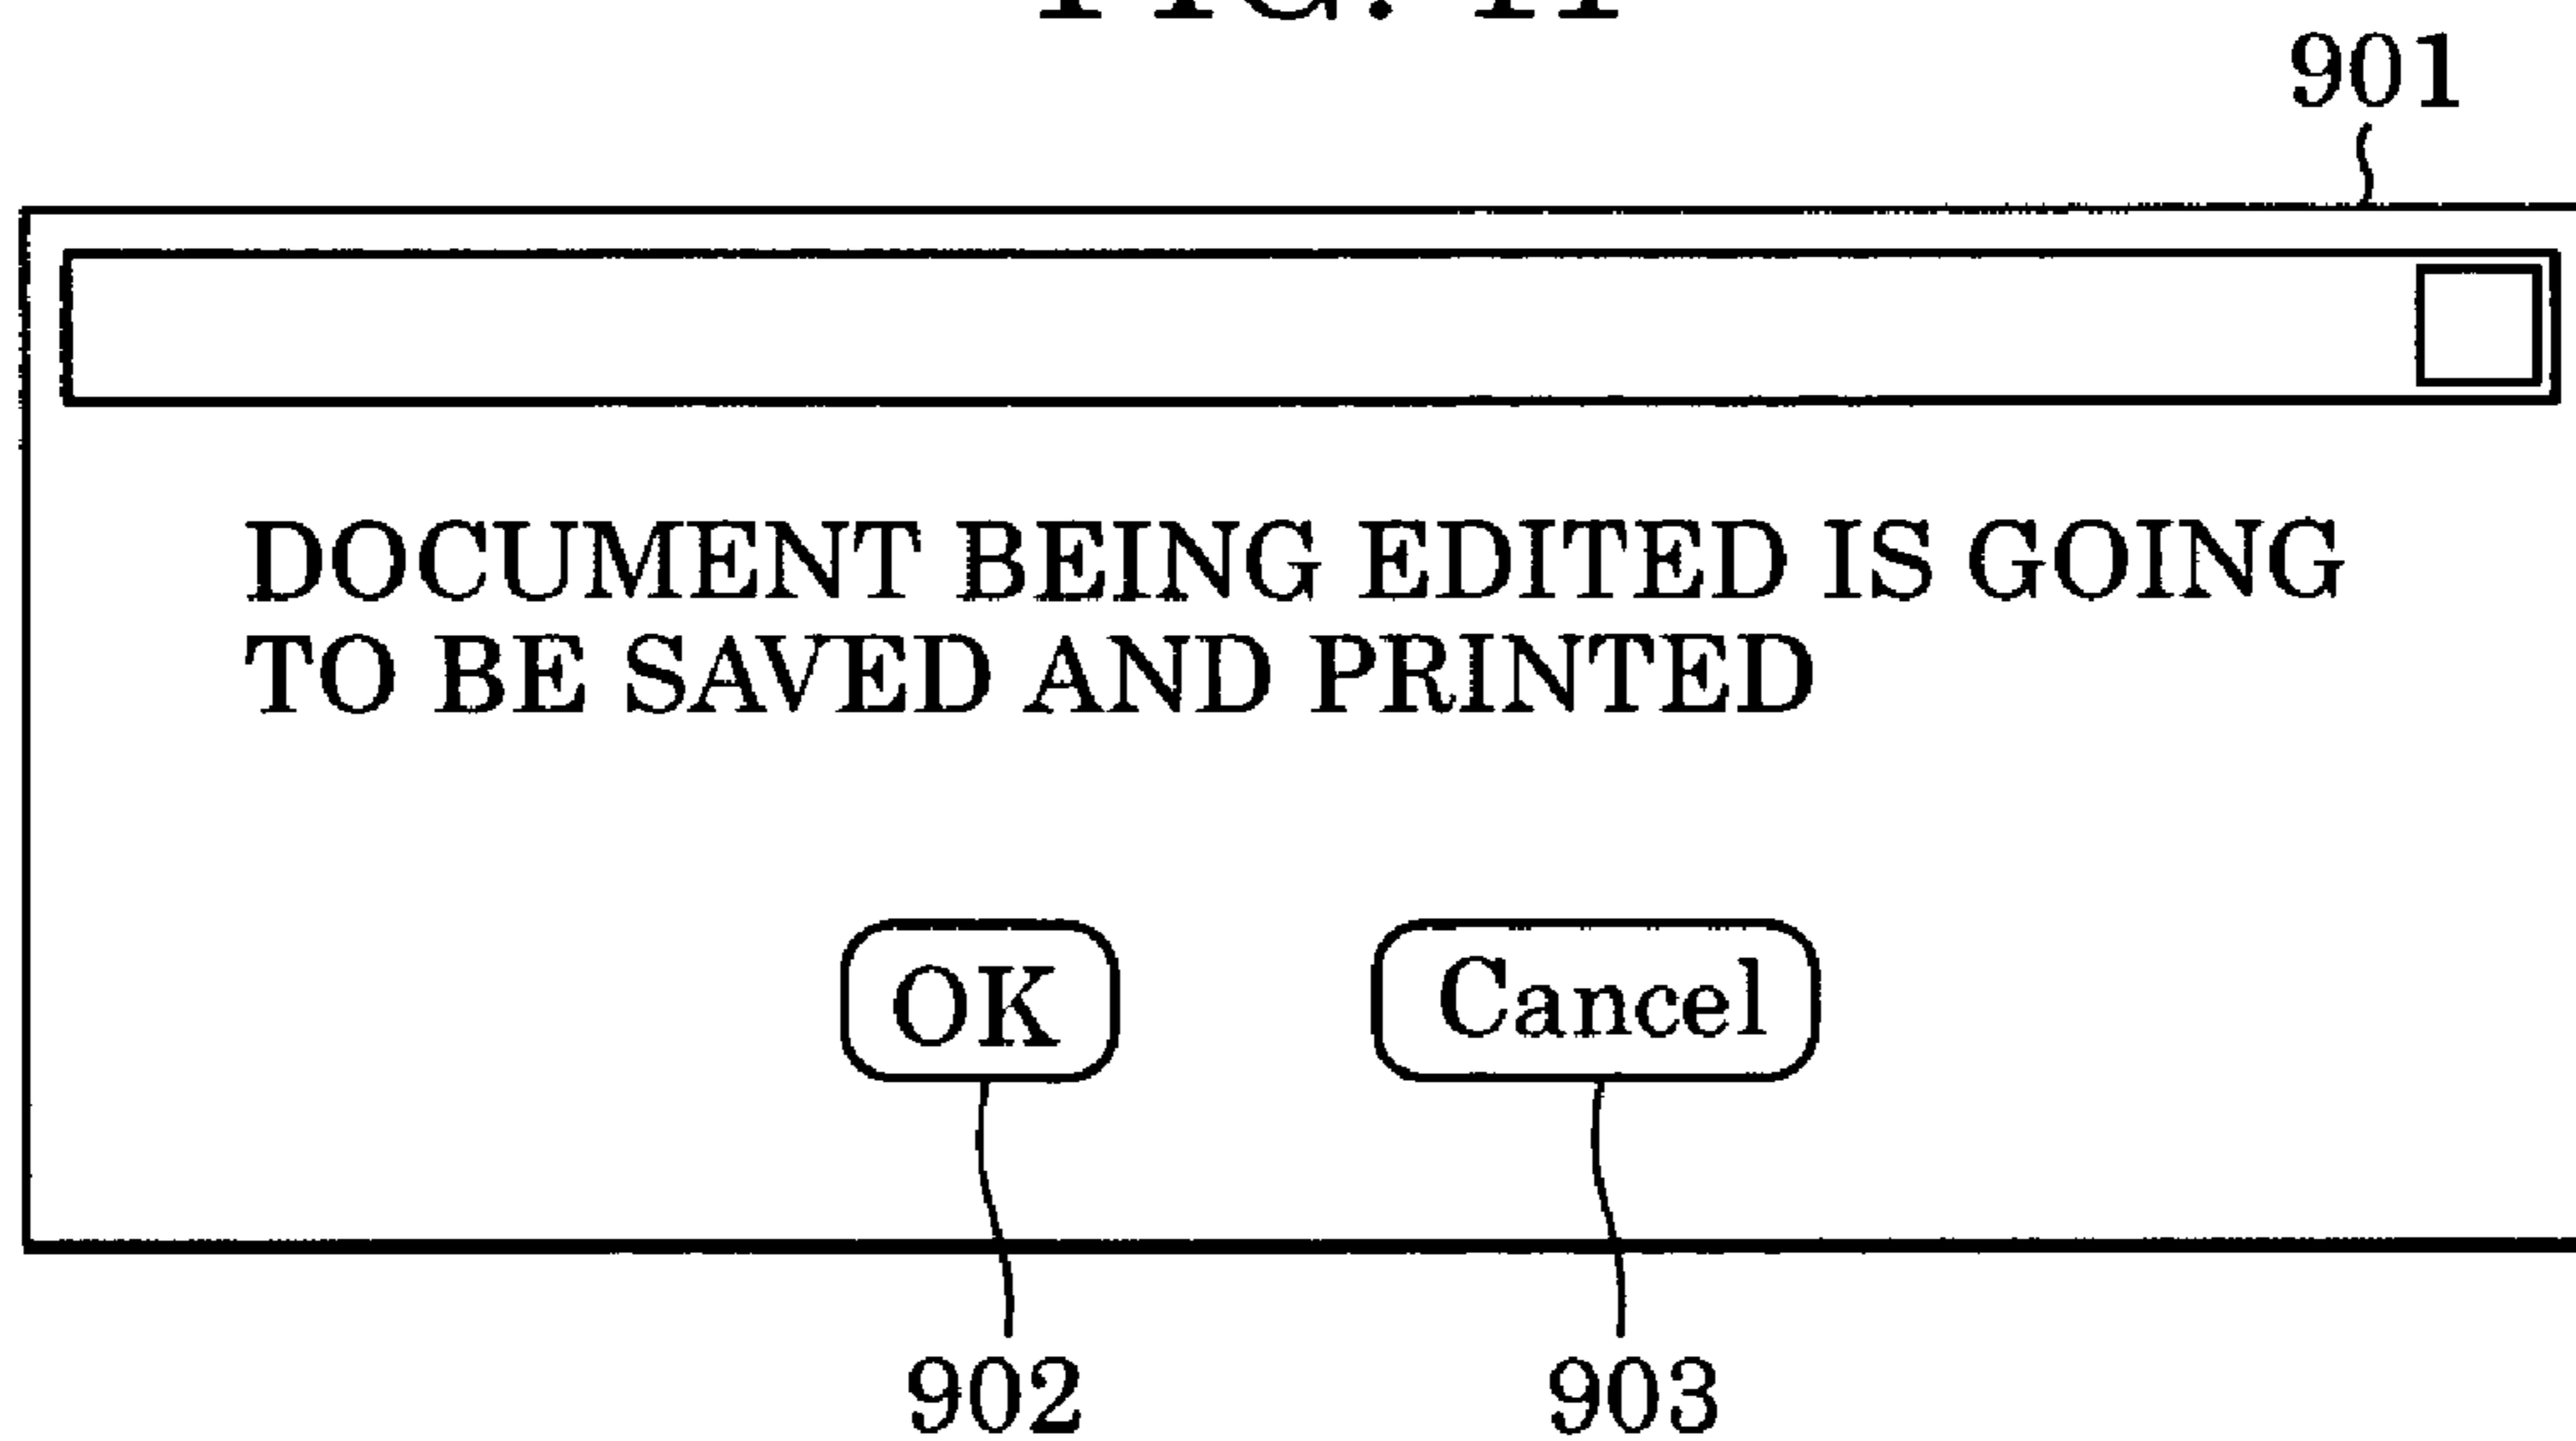 901
DOCUMENT BEING EDITED IS GOING
TO BE SAVED AND PRINTED
OK Cancel
902 903